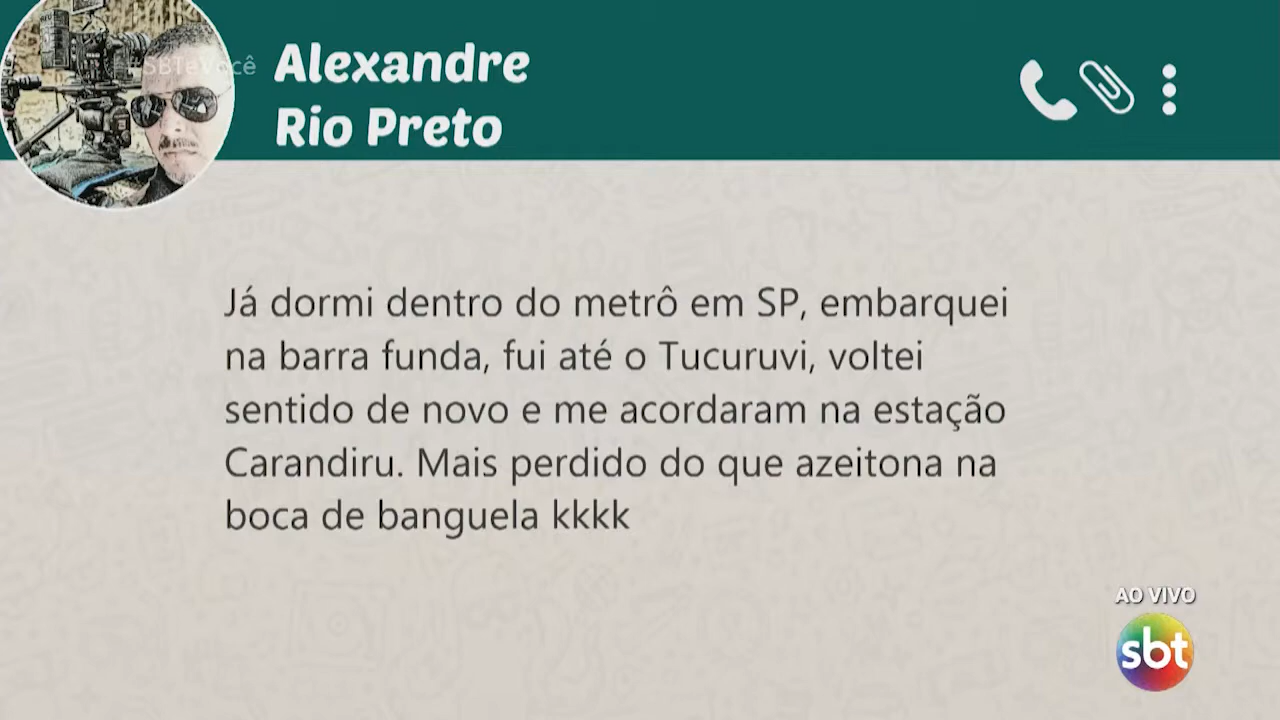 #SBTeVocê
Alexandre
Rio Preto
Já dormi dentro do metrô em SP, embarquei
na barra funda, fui até o Tucuruvi, voltei
sentido de novo e me acordaram na estação
Carandiru. Mais perdido do que azeitona na
boca de banguela kkkk
AO VIVO
sbt